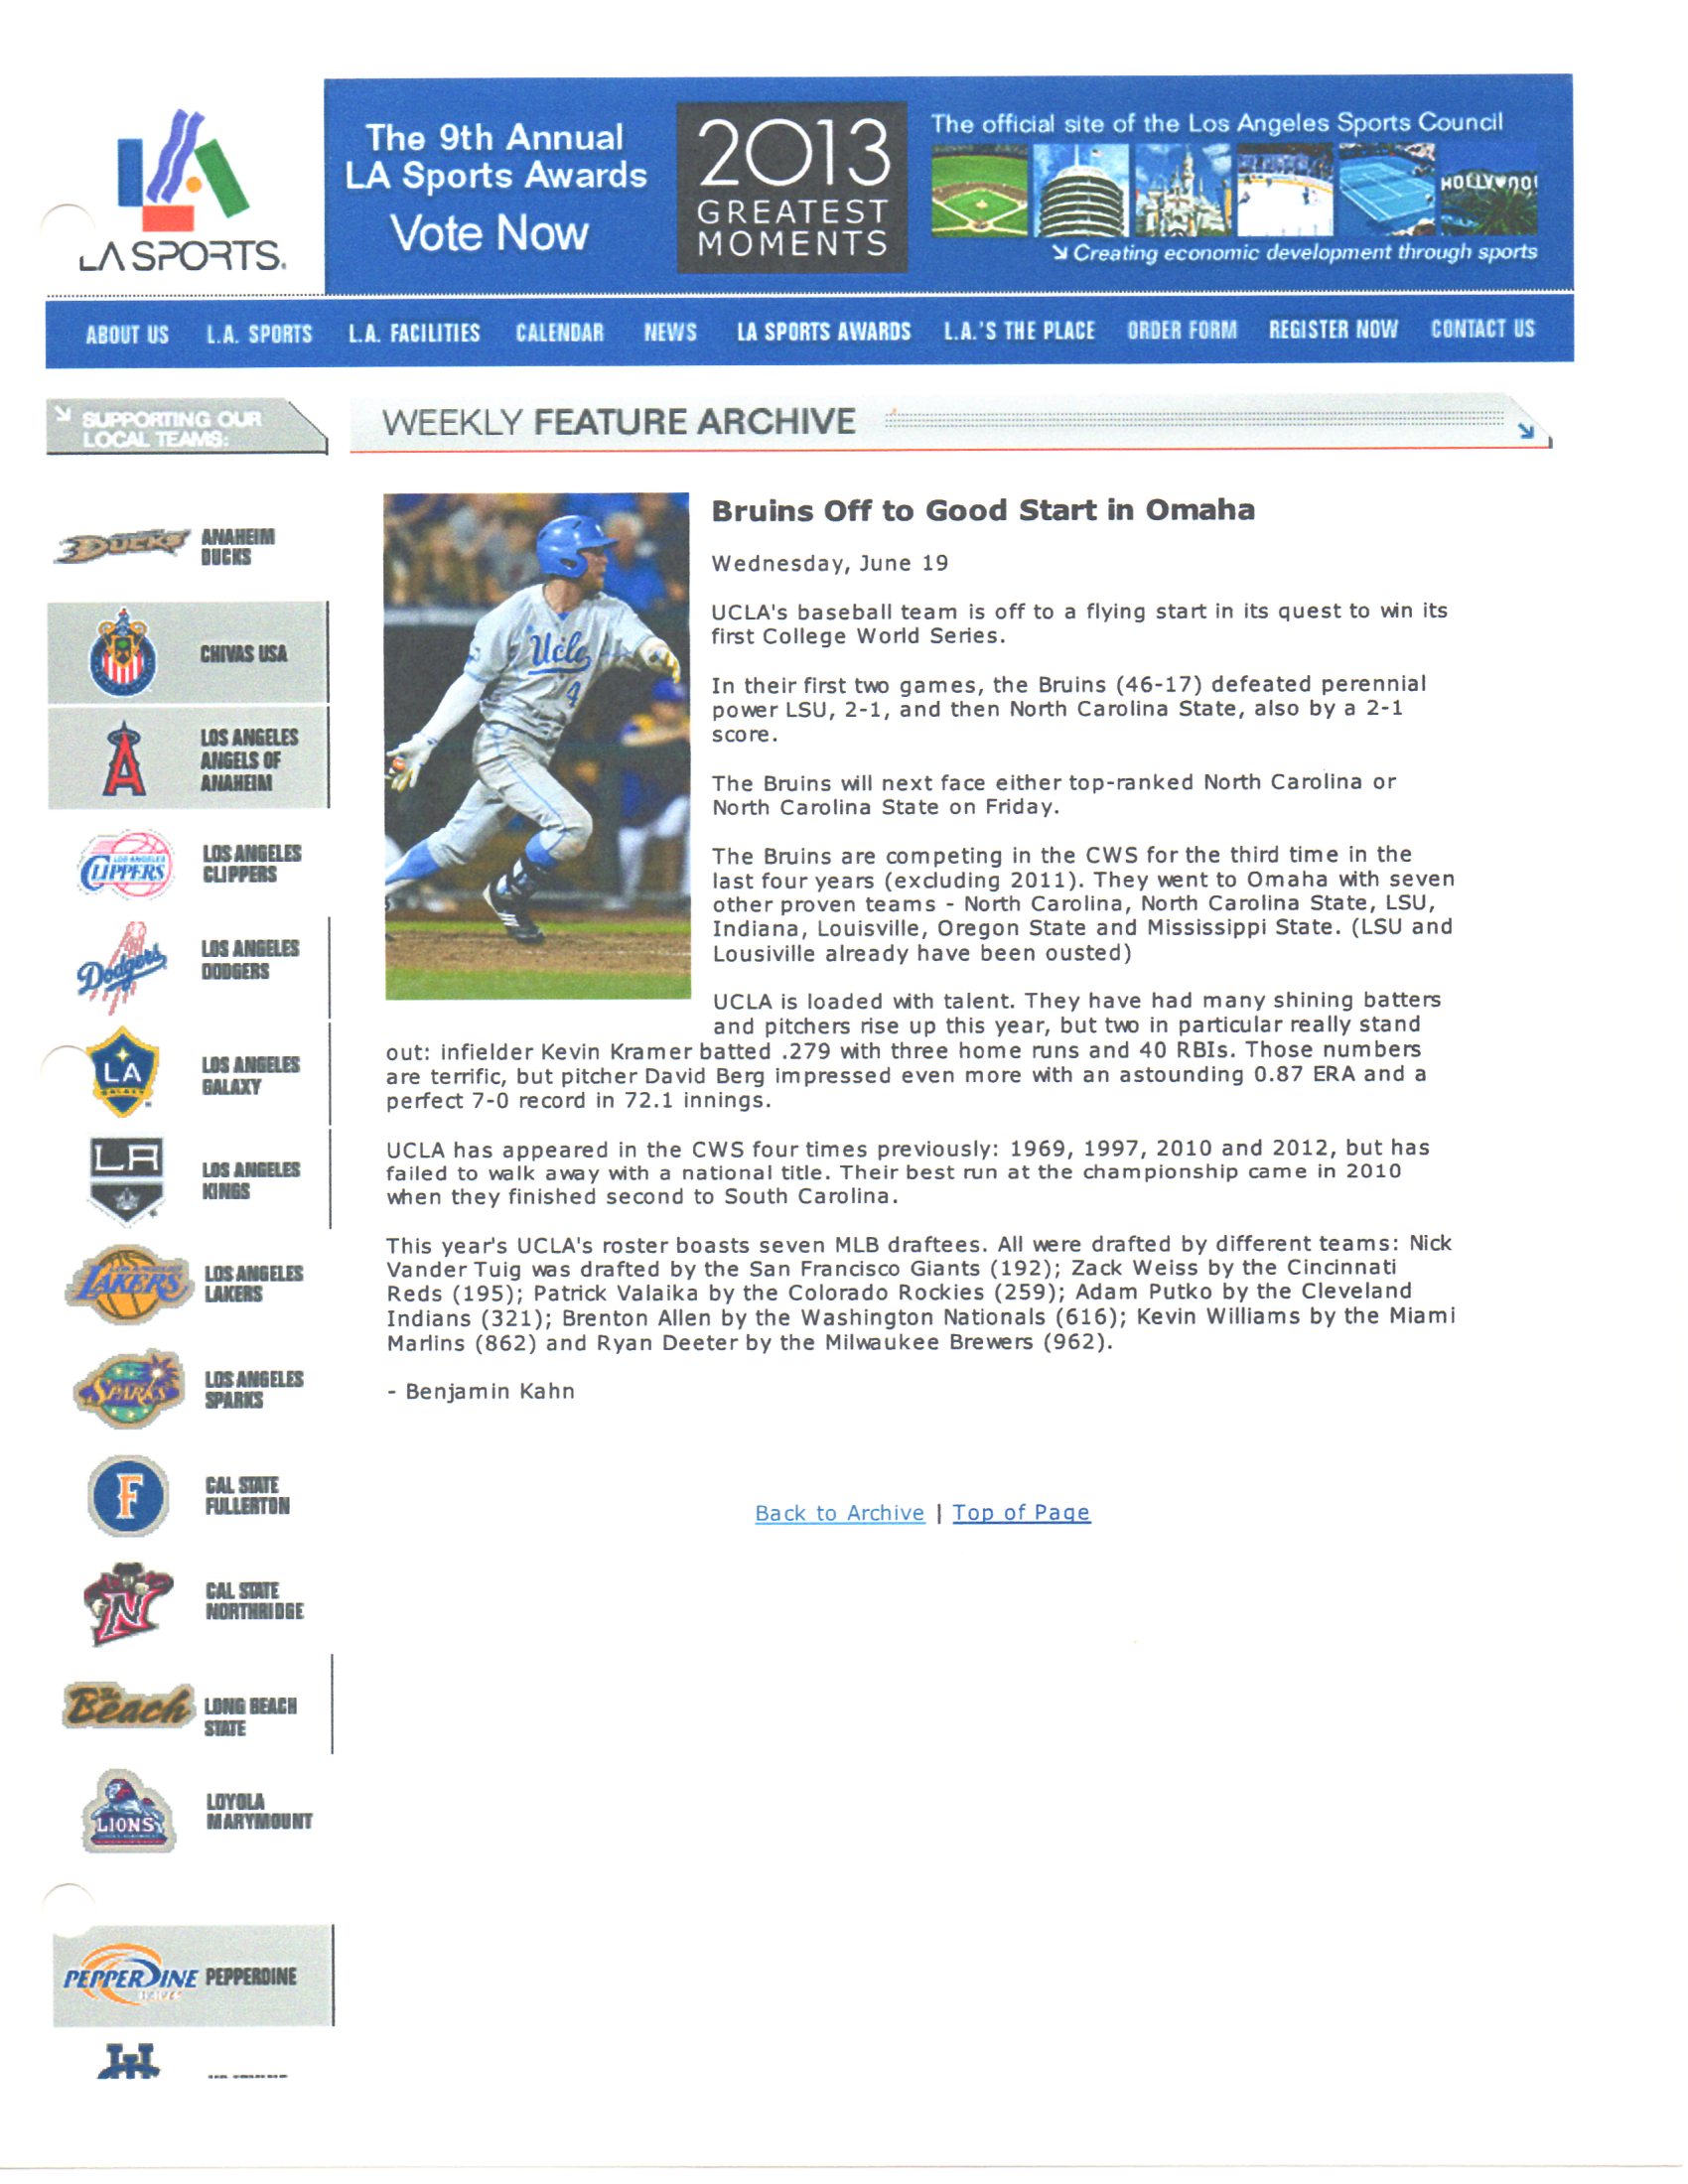 LA SPORTS.
The 9th Annual
LA Sports Awards
Vote Now
2013
GREATEST
MOMENTS
The official site of the Los Angeles Sports Council
HOLLYWOOD
Creating economic development through sports
ABOUT US L.A. SPORTS L.A. FACILITIES CALENDAR NEWS LA SPORTS AWARDS L.A.'S THE PLACE ORDER FORM REGISTER NOW CONTACT US
SUPPORTING OUR
LOCAL TEAMS:
DUCKS
ANAHEIM
DUCKS
CHIVAS USA
A
LOS ANGELES
ANGELS OF
ANAHEIM
LOS ANGELES
CLIPPERS
LOS ANGELES
CLIPPERS
Dodgers
LOS ANGELES
DODGERS
LA
GALAXY
LOS ANGELES
GALAXY
LA
LOS ANGELES
KINGS
LAKERS
LOS ANGELES
LAKERS
SPARKS
LOS ANGELES
SPARKS
F
CAL STATE
FULLERTON
N
CAL STATE
NORTHRIDGE
Beach
LONG BEACH
STATE
LIONS
LOYOLA
MARYMOUNT
PEPPERDINE
PEPPERDINE
WEEKLY FEATURE ARCHIVE
Ucla
4
Bruins Off to Good Start in Omaha
Wednesday, June 19
UCLA's baseball team is off to a flying start in its quest to win its
first College World Series.
In their first two games, the Bruins (46-17) defeated perennial
power LSU, 2-1, and then North Carolina State, also by a 2-1
score.
The Bruins will next face either top-ranked North Carolina or
North Carolina State on Friday.
The Bruins are competing in the CWS for the third time in the
last four years (excluding 2011). They went to Omaha with seven
other proven teams - North Carolina, North Carolina State, LSU,
Indiana, Louisville, Oregon State and Mississippi State. (LSU and
Lousiville already have been ousted)
UCLA is loaded with talent. They have had many shining batters
and pitchers rise up this year, but two in particular really stand
out: infielder Kevin Kramer batted .279 with three home runs and 40 RBIs. Those numbers
are terrific, but pitcher David Berg impressed even more with an astounding 0.87 ERA and a
perfect 7-0 record in 72.1 innings.
UCLA has appeared in the CWS four times previously: 1969, 1997, 2010 and 2012, but has
failed to walk away with a national title. Their best run at the championship came in 2010
when they finished second to South Carolina.
This year's UCLA's roster boasts seven MLB draftees. All were drafted by different teams: Nick
Vander Tuig was drafted by the San Francisco Giants (192); Zack Weiss by the Cincinnati
Reds (195); Patrick Valaika by the Colorado Rockies (259); Adam Putko by the Cleveland
Indians (321); Brenton Allen by the Washington Nationals (616); Kevin Williams by the Miami
Marlins (862) and Ryan Deeter by the Milwaukee Brewers (962).
- Benjamin Kahn
Back to Archive | Top of Page